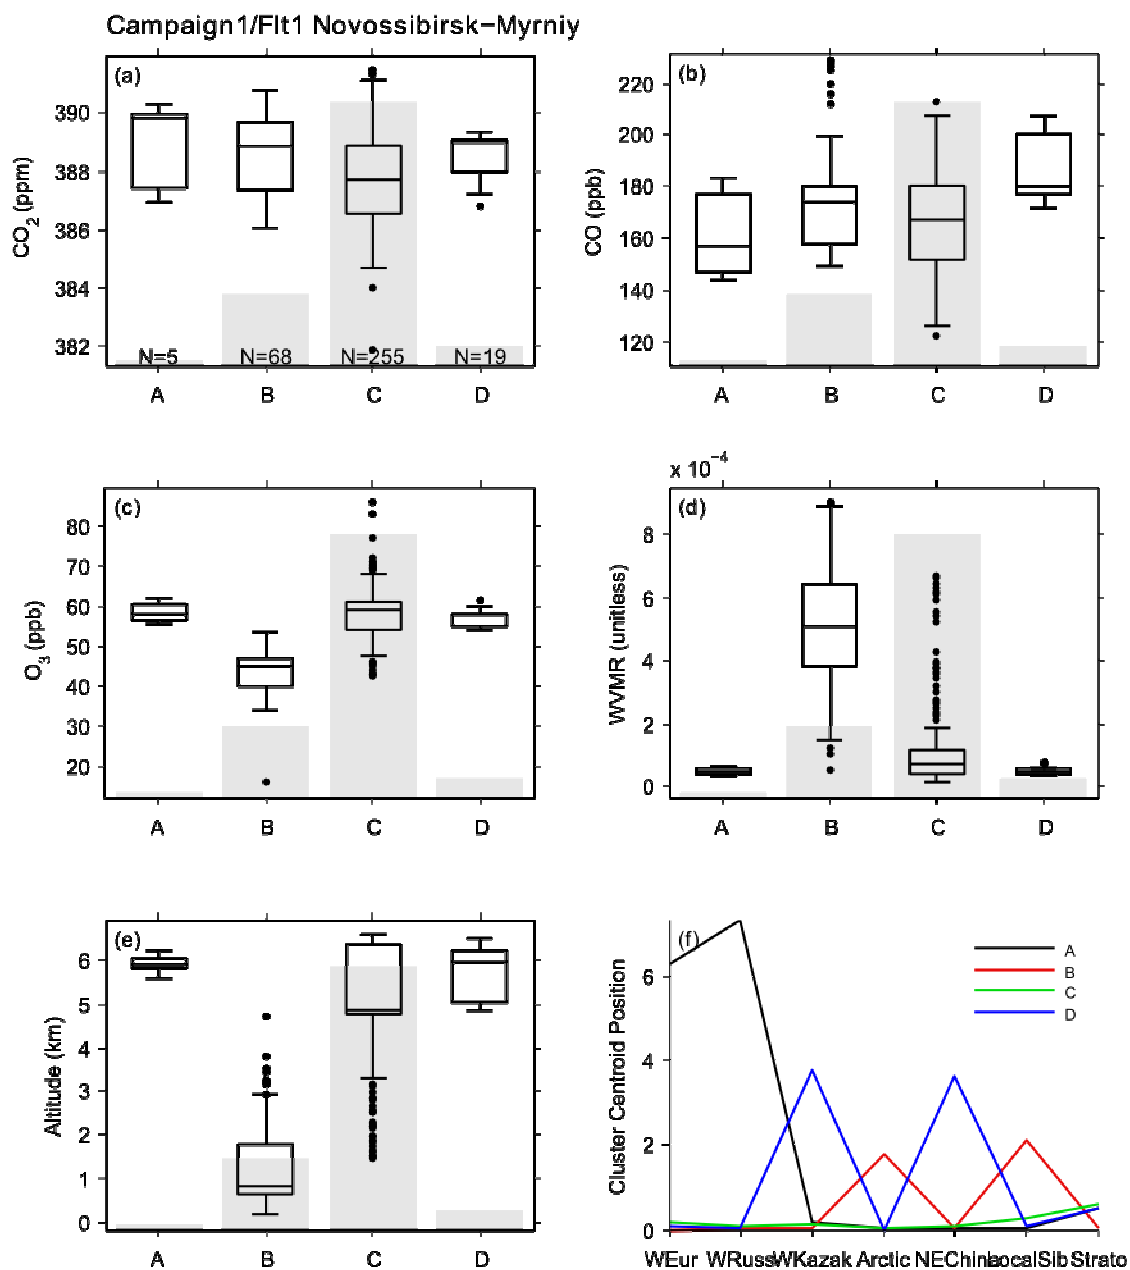 Campaign1/Flt1 Novossibirsk−Myrniy
(a)
CO2 (ppm)
390
388
386
384
382
N=5 N=68 N=255 N=19
A B C D
(b)
CO (ppb)
220
200
180
160
140
120
A B C D
(c)
O3 (ppb)
80
70
60
50
40
30
20
A B C D
x 10−4
(d)
WVMR (unitless)
8
6
4
2
0
A B C D
(e)
Altitude (km)
6
5
4
3
2
1
0
A B C D
(f)
Cluster Centroid Position
6
4
2
0
A
B
C
D
WEur WRuss WKazak Arctic NEChina LocalSib Strato